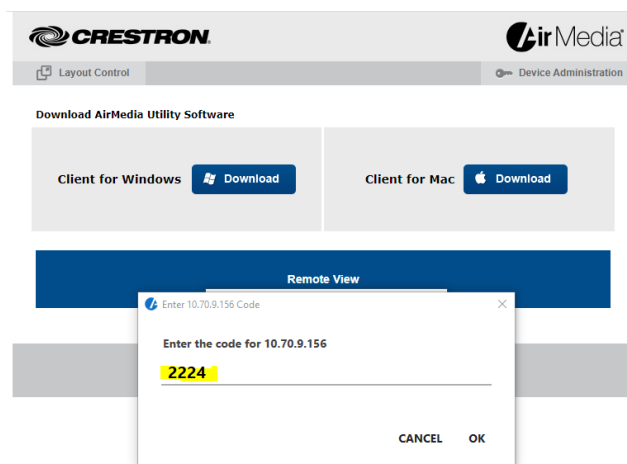 CRESTRON.
AirMedia
Layout Control
Device Administration
Download AirMedia Utility Software
Client for Windows Download
Client for Mac Download
Remote View
Enter 10.70.9.156 Code
Enter the code for 10.70.9.156
2224
CANCEL OK